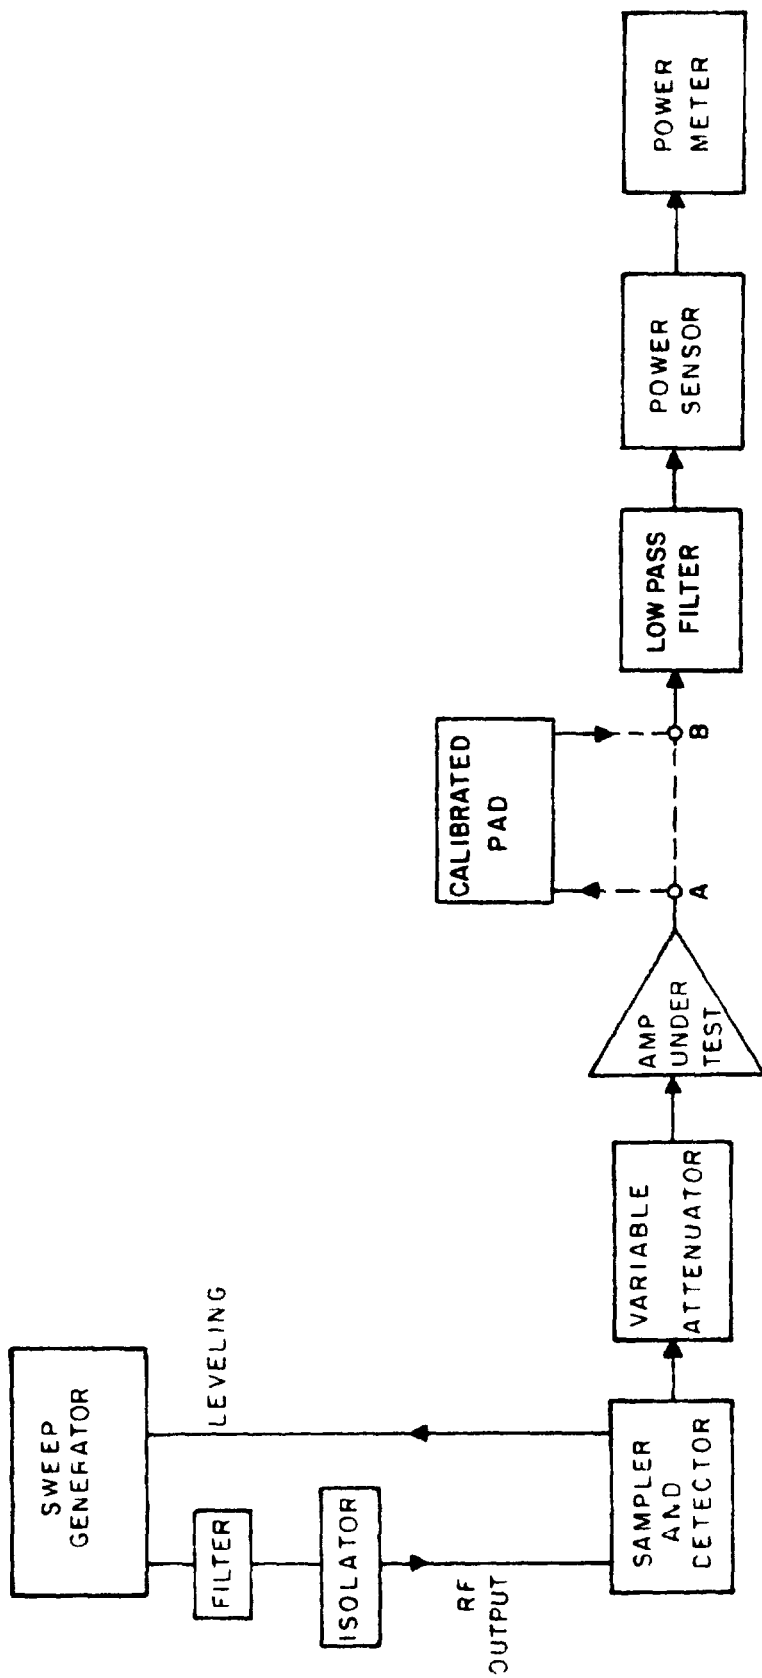 SWEEP
GENERATOR
FILTER
ISOLATOR
RF
OUTPUT
LEVELING
SAMPLER
AND
DETECTOR
VARIABLE
ATTENUATOR
AMP
UNDER
TEST
A
B
CALIBRATED
PAD
LOW PASS
FILTER
POWER
SENSOR
POWER
METER